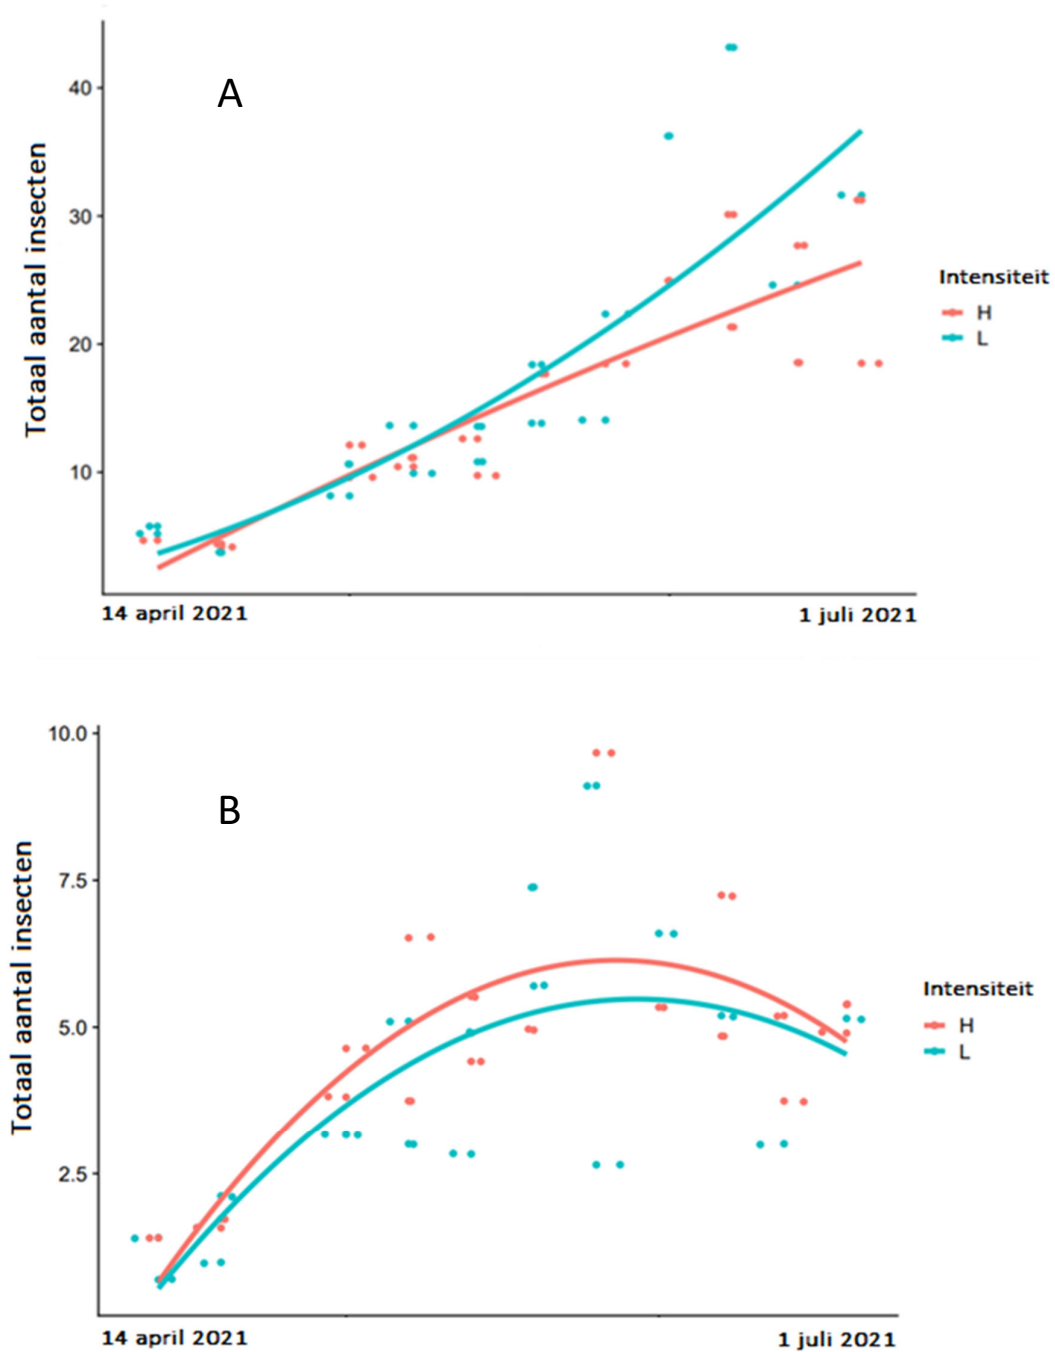 A
40
30
20
10
Totaal aantal insecten
14 april 2021
1 juli 2021
Intensiteit
H
L
B
10.0
7.5
5.0
2.5
Totaal aantal insecten
14 april 2021
1 juli 2021
Intensiteit
H
L